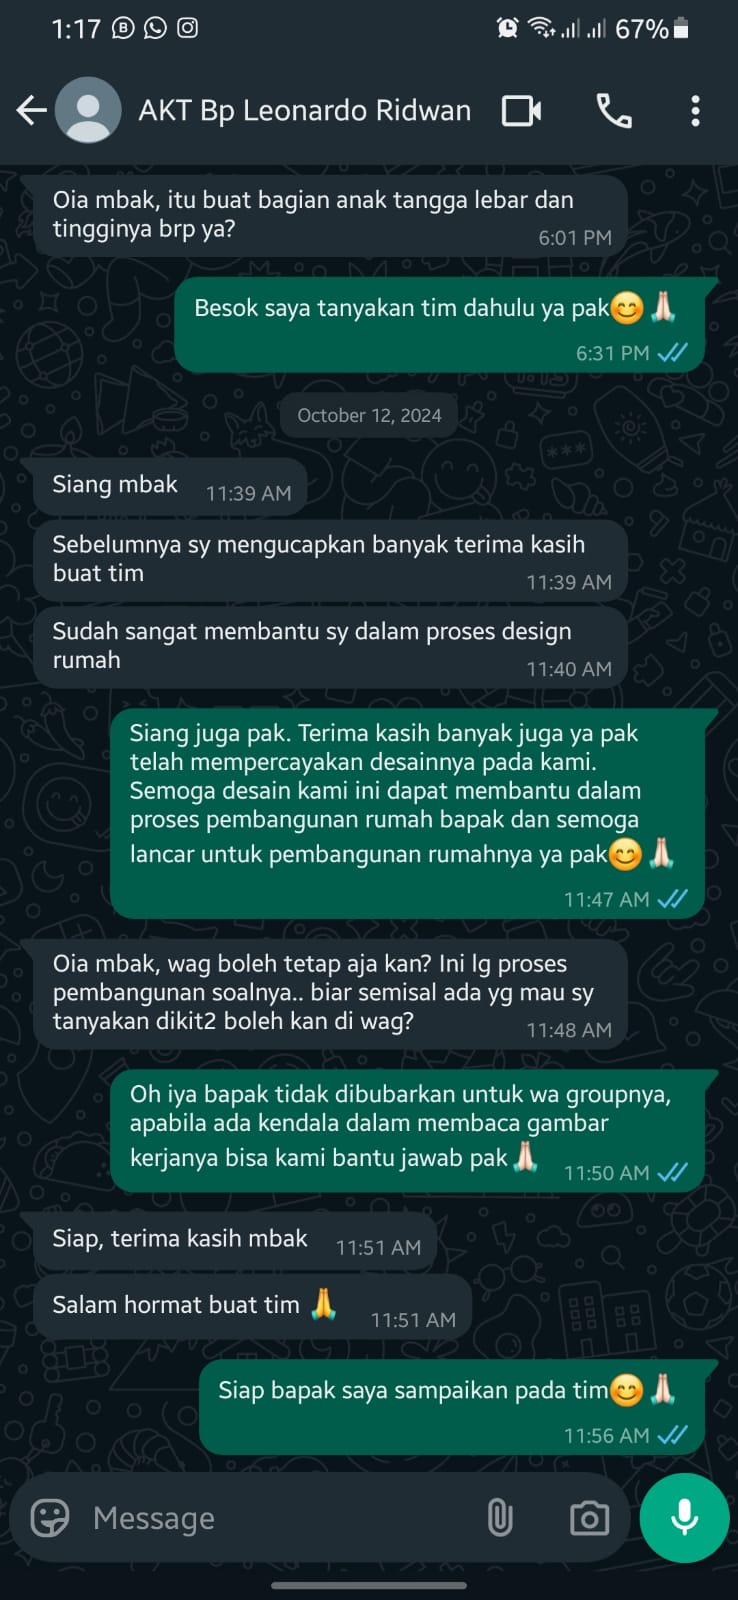 1:17
67%
AKT Bp Leonardo Ridwan
Oia mbak, itu buat bagian anak tangga lebar dan
tingginya brp ya?
6:01 PM
Besok saya tanyakan tim dahulu ya pak😊🙏🏻
6:31 PM
October 12, 2024
Siang mbak
11:39 AM
Sebelumnya sy mengucapkan banyak terima kasih
buat tim
11:39 AM
Sudah sangat membantu sy dalam proses design
rumah
11:40 AM
Siang juga pak. Terima kasih banyak juga ya pak
telah mempercayakan desainnya pada kami.
Semoga desain kami ini dapat membantu dalam
proses pembangunan rumah bapak dan semoga
lancar untuk pembangunan rumahnya ya pak😊🙏🏻
11:47 AM
Oia mbak, wag boleh tetap aja kan? Ini lg proses
pembangunan soalnya.. biar semisal ada yg mau sy
tanyakan dikit2 boleh kan di wag?
11:48 AM
Oh iya bapak tidak dibubarkan untuk wa groupnya,
apabila ada kendala dalam membaca gambar
kerjanya bisa kami bantu jawab pak🙏🏻
11:50 AM
Siap, terima kasih mbak
11:51 AM
Salam hormat buat tim 🙏
11:51 AM
Siap bapak saya sampaikan pada tim😊🙏🏻
11:56 AM
Message